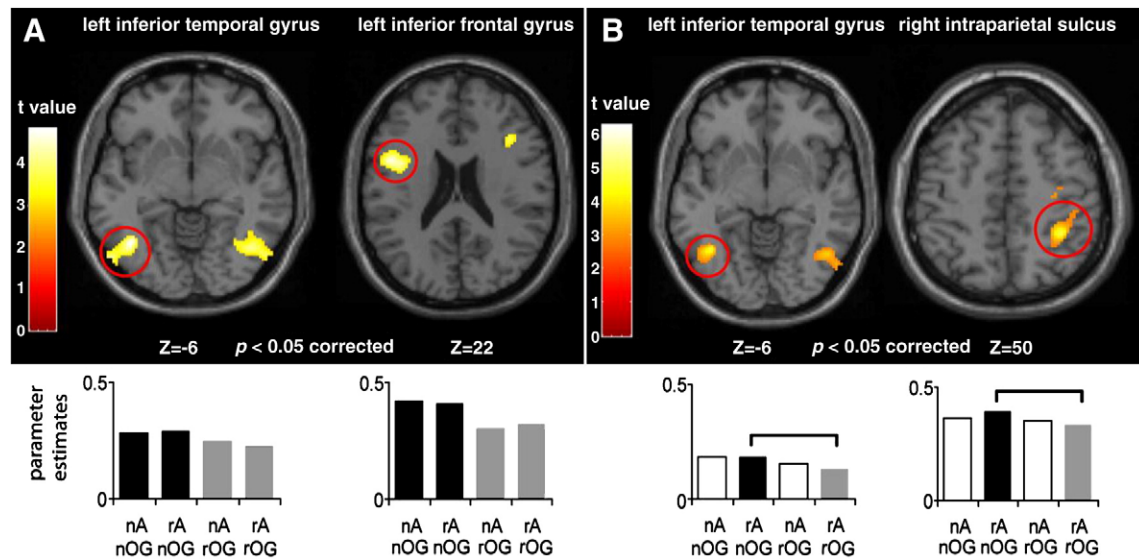 A
left inferior temporal gyrus
left inferior frontal gyrus
t value
4
3
2
1
0
Z=-6
p < 0.05 corrected
Z=22
B
left inferior temporal gyrus
right intraparietal sulcus
t value
6
5
4
3
2
1
0
Z=-6
p < 0.05 corrected
Z=50
parameter
estimates
0.5
0
nA rA nA rA
nOG nOG rOG rOG
0.5
0
nA rA nA rA
nOG nOG rOG rOG
0.5
0
nA rA nA rA
nOG nOG rOG rOG
0.5
0
nA rA nA rA
nOG nOG rOG rOG